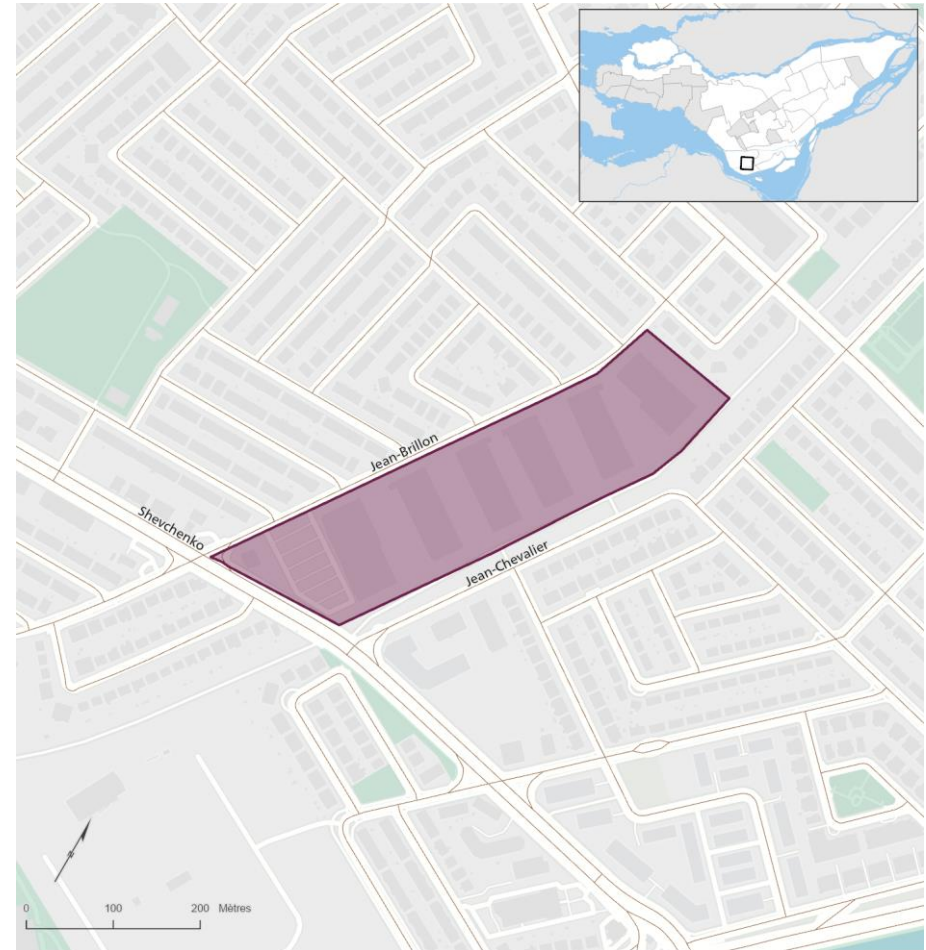 Jean-Brillon
Shevchenko
Jean-Chevalier
N
0 100 200 Mètres